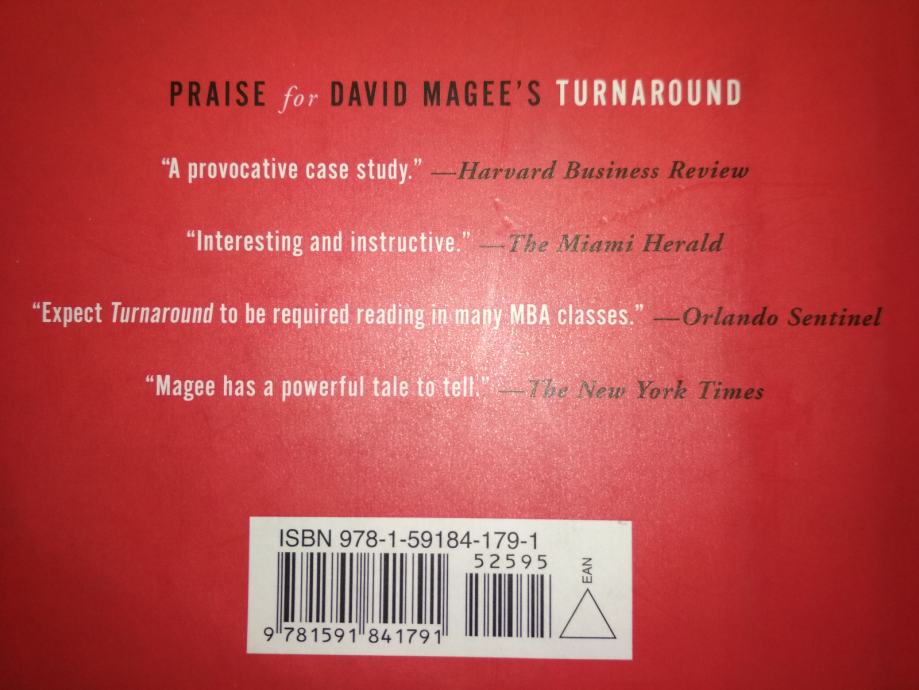 PRAISE for DAVID MAGEE'S TURNAROUND
“A provocative case study.” —Harvard Business Review
“Interesting and instructive.” —The Miami Herald
“Expect Turnaround to be required reading in many MBA classes.” —Orlando Sentinel
“Magee has a powerful tale to tell.” —The New York Times
ISBN 978-1-59184-179-1
52595
EAN
9 781591 841791